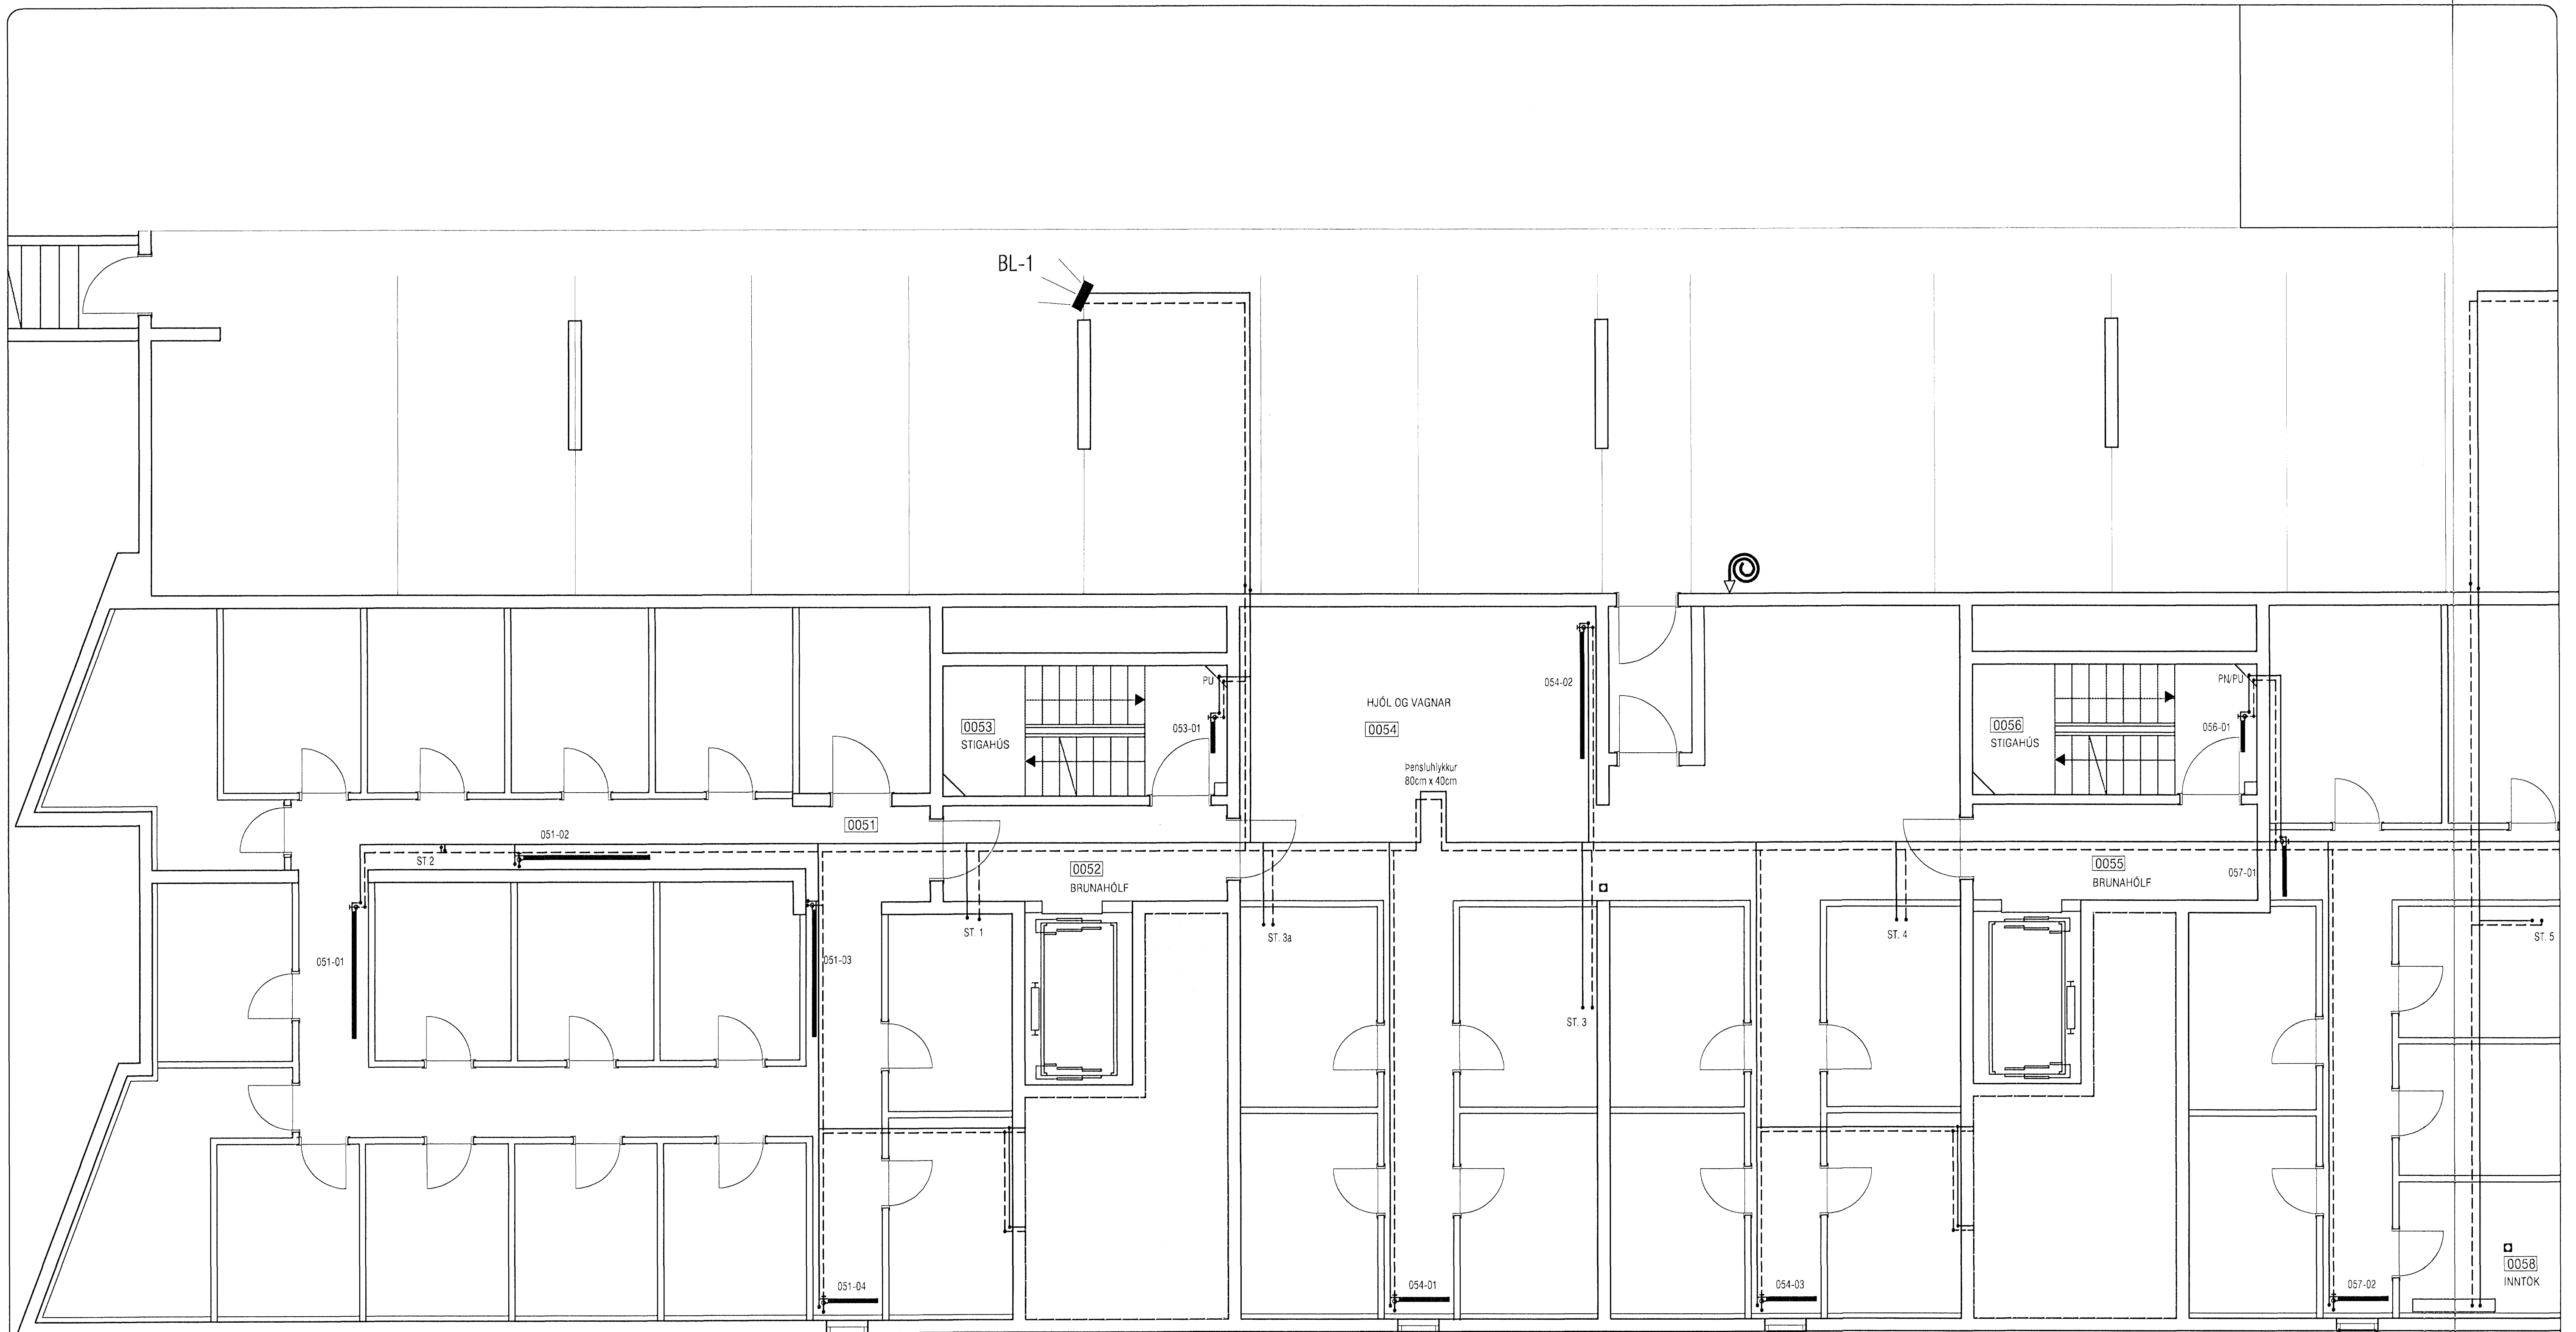 BL-1
PU
PN/PU
054-02
HJÓL OG VAGNAR
0053
STIGAHÚS
053-01
0054
0056
STIGAHÚS
056-01
Þensluhlykkur
80cm x 40cm
0051
051-02
ST.2
0052
BRUNAHÓLF
0055
BRUNAHÓLF
057-01
ST. 1
ST. 3a
ST. 4
ST. 5
051-01
051-03
ST. 3
0058
INNTÖK
051-04
054-01
054-03
057-02